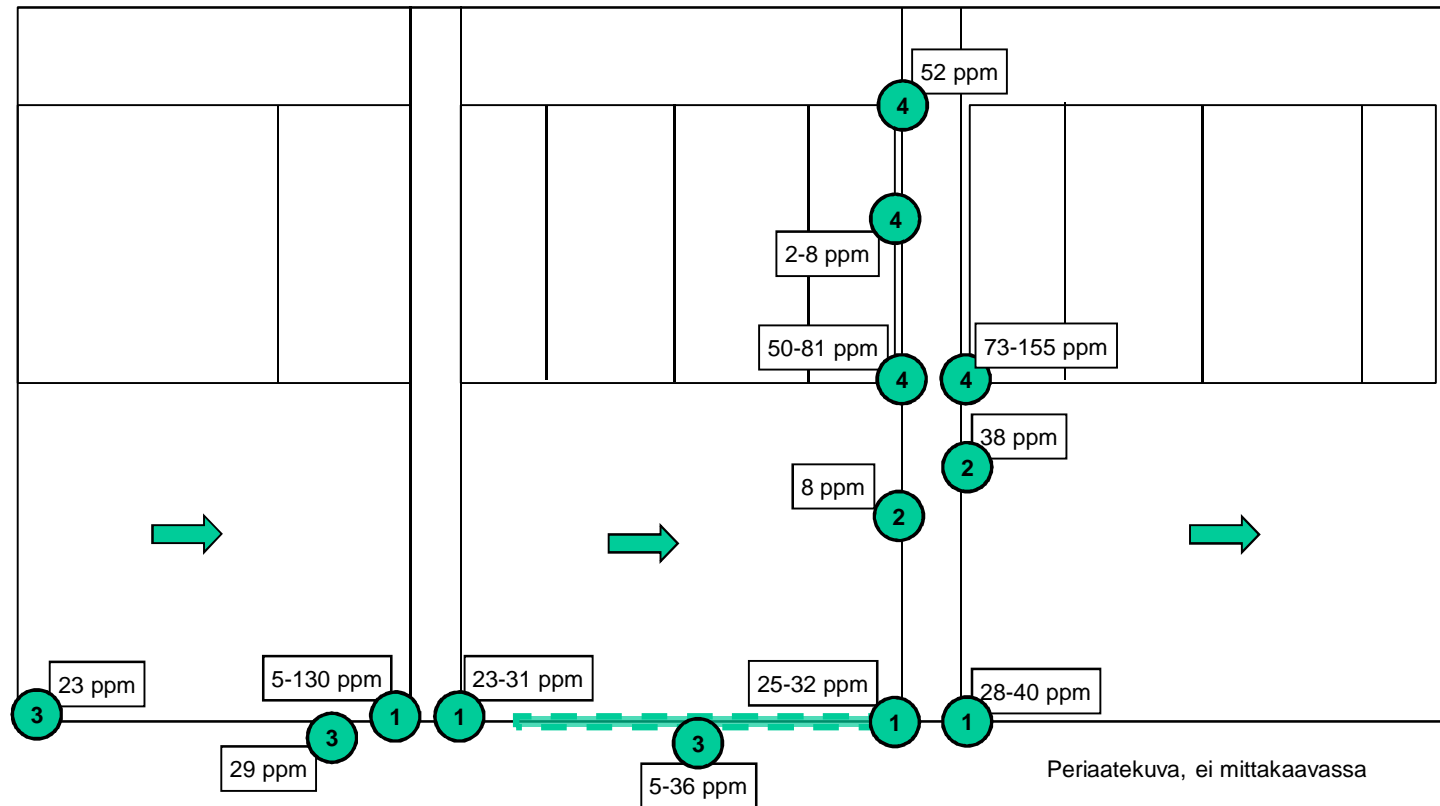 52 ppm
4
4
2-8 ppm
50-81 ppm
73-155 ppm
4
4
38 ppm
2
8 ppm
2
23 ppm
5-130 ppm
23-31 ppm
25-32 ppm
28-40 ppm
3
1
1
1
1
3
3
29 ppm
5-36 ppm
Periaatekuva, ei mittakaavassa